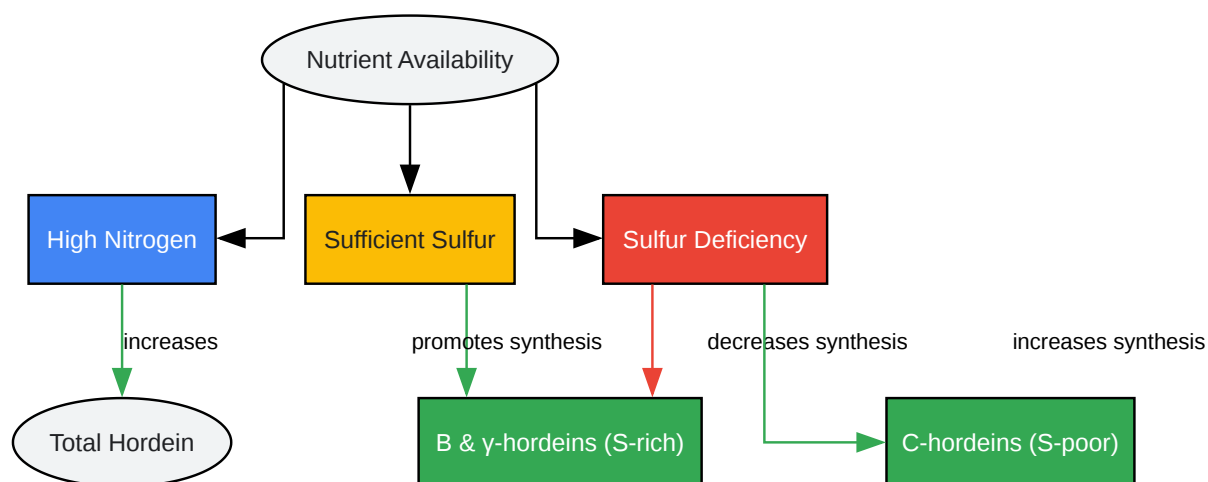 Nutrient Availability
High Nitrogen
Sufficient Sulfur
Sulfur Deficiency
increases
promotes synthesis
decreases synthesis
increases synthesis
Total Hordein
B & γ-hordeins (S-rich)
C-hordeins (S-poor)